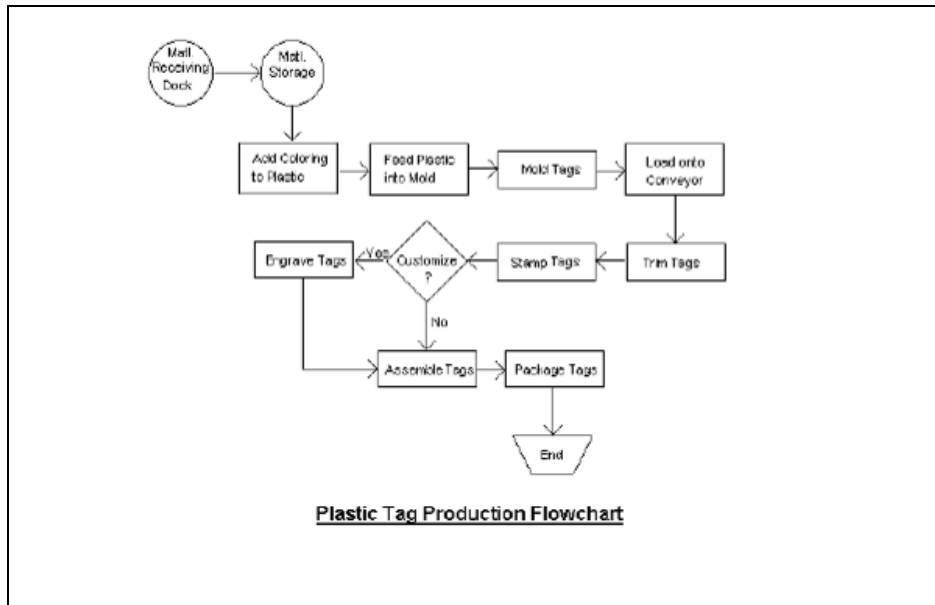 Matl.
Receiving
Dock
Matl.
Storage
Add Coloring
to Plastic
Feed Plastic
into Mold
Mold Tags
Load onto
Conveyor
Engrave Tags
Yes
Customize
?
Stamp Tags
Trim Tags
No
Assemble Tags
Package Tags
End
Plastic Tag Production Flowchart